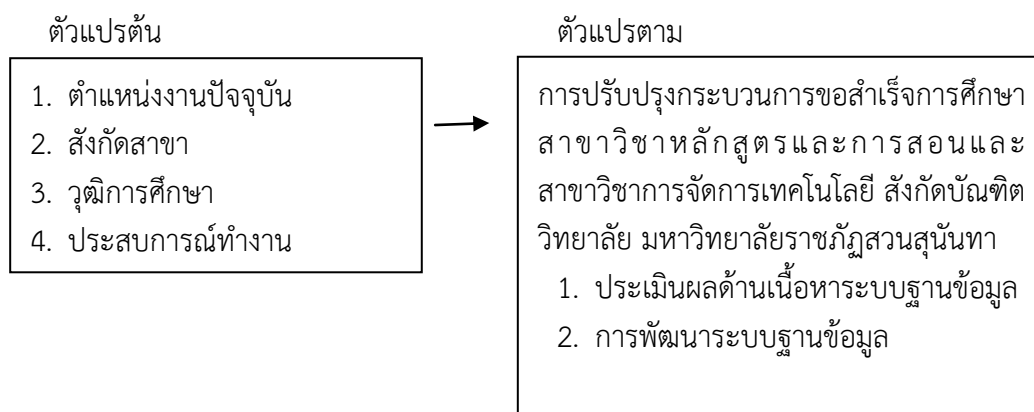 ตัวแปรต้น
1. ตำแหน่งงานปัจจุบัน
2. สังกัดสาขา
3. วุฒิการศึกษา
4. ประสบการณ์ทำงาน
ตัวแปรตาม
การปรับปรุงกระบวนการขอสำเร็จการศึกษา
สาขาวิชาหลักสูตรและการสอนและ
สาขาวิชาการจัดการเทคโนโลยี สังกัดบัณฑิต
วิทยาลัย มหาวิทยาลัยราชภัฏสวนสุนันทา
1. ประเมินผลด้านเนื้อหาระบบฐานข้อมูล
2. การพัฒนาระบบฐานข้อมูล